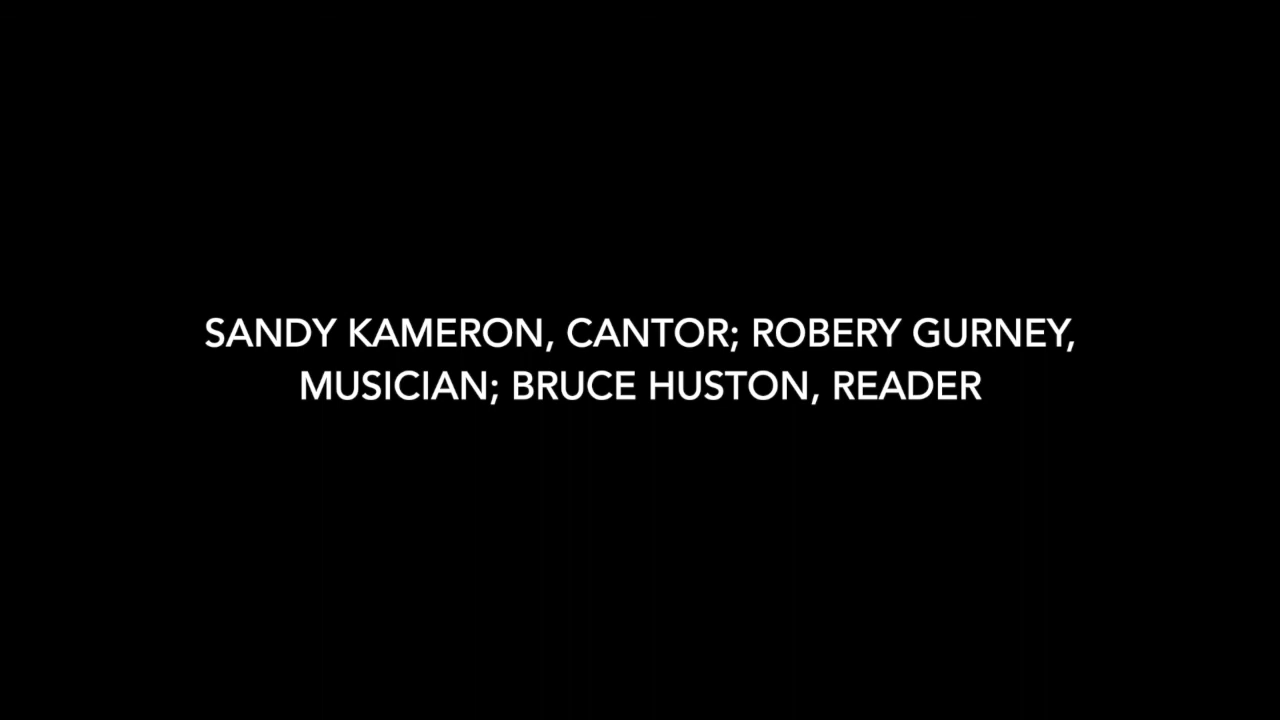 SANDY KAMERON, CANTOR; ROBERY GURNEY,
MUSICIAN; BRUCE HUSTON, READER